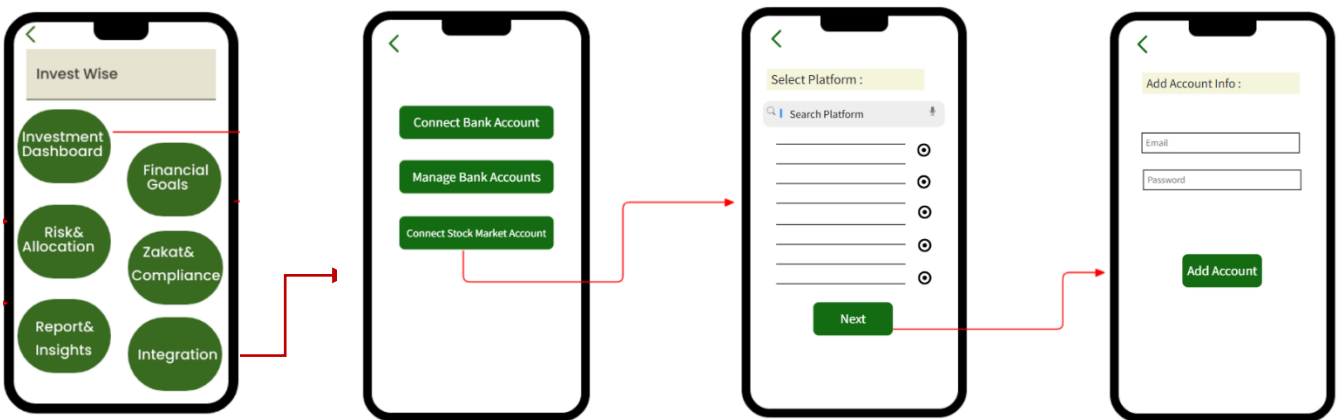 Invest Wise
Investment
Dashboard
Financial
Goals
Risk&
Allocation
Zakat&
Compliance
Report&
Insights
Integration
Connect Bank Account
Manage Bank Accounts
Connect Stock Market Account
Select Platform :
Search Platform
Next
Add Account Info :
Email
Password
Add Account